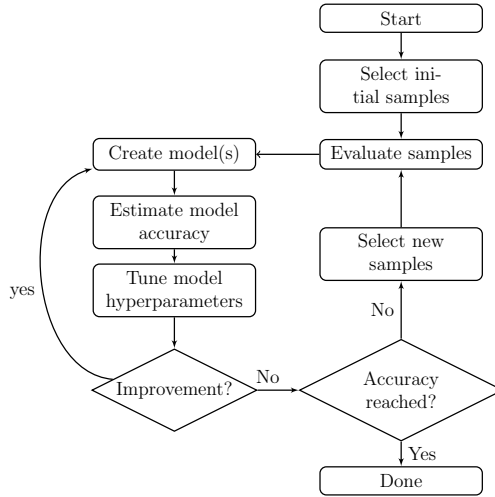 Start
Select ini-
tial samples
Evaluate samples
Create model(s)
Estimate model
accuracy
Tune model
hyperparameters
Select new
samples
yes
No
Improvement?
No
Accuracy
reached?
Yes
Done